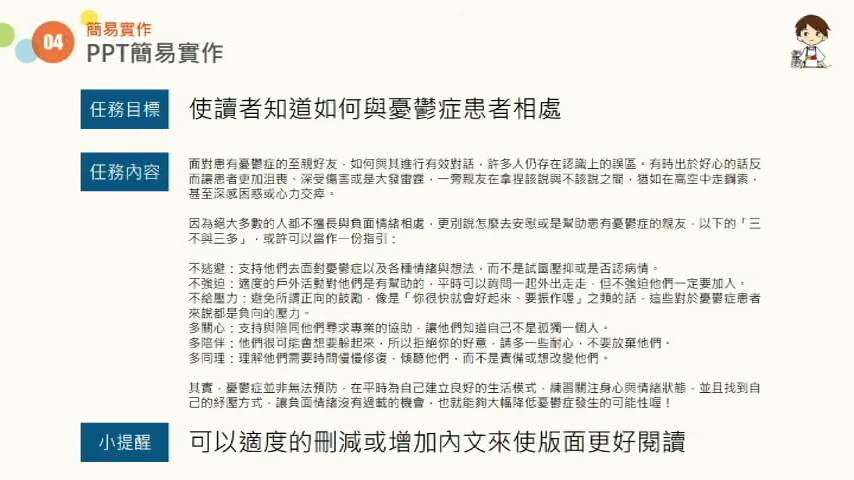 簡易實作
04
PPT簡易實作
任務目標
使讀者知道如何與憂鬱症患者相處
任務內容
面對患有憂鬱症的至親好友，如何與其進行有效對話，許多人仍存在認識上的誤區。有時出於好心的話反
而讓患者更加沮喪、深受傷害或是大發雷霆，一旁親友在拿捏該說與不該說之間，猶如在高空中走鋼索，
甚至深感困惑或心力交瘁。
因為絕大多數的人都不擅長與負面情緒相處，更別說怎麼去安慰或是幫助患有憂鬱症的親友，以下的「三
不與三多」，或許可以當作一份指引：
不逃避：支持他們去面對憂鬱症以及各種情緒與想法，而不是試圖壓抑或是否認病情。
不強迫：適度的戶外活動對他們是有幫助的，平時可以詢問一起外出走走，但不強迫他們一定要加入。
不給壓力：避免所謂正向的鼓勵，像是「你很快就會好起來、要振作喔」之類的話，這些對於憂鬱症患者
來說都是負向的壓力。
多關心：支持與陪同他們尋求專業的協助，讓他們知道自己不是孤獨一個人。
多陪伴：他們很可能會想要躲起來，所以拒絕你的好意，請多一些耐心，不要放棄他們。
多同理：理解他們需要時間慢慢修復，傾聽他們，而不是責備或想改變他們。
其實，憂鬱症並非無法預防，在平時為自己建立良好的生活模式，練習關注身心與情緒狀態，並且找到自
己的紓壓方式，讓負面情緒沒有過載的機會，也就能夠大幅降低憂鬱症發生的可能性喔！
小提醒
可以適度的刪減或增加內文來使版面更好閱讀